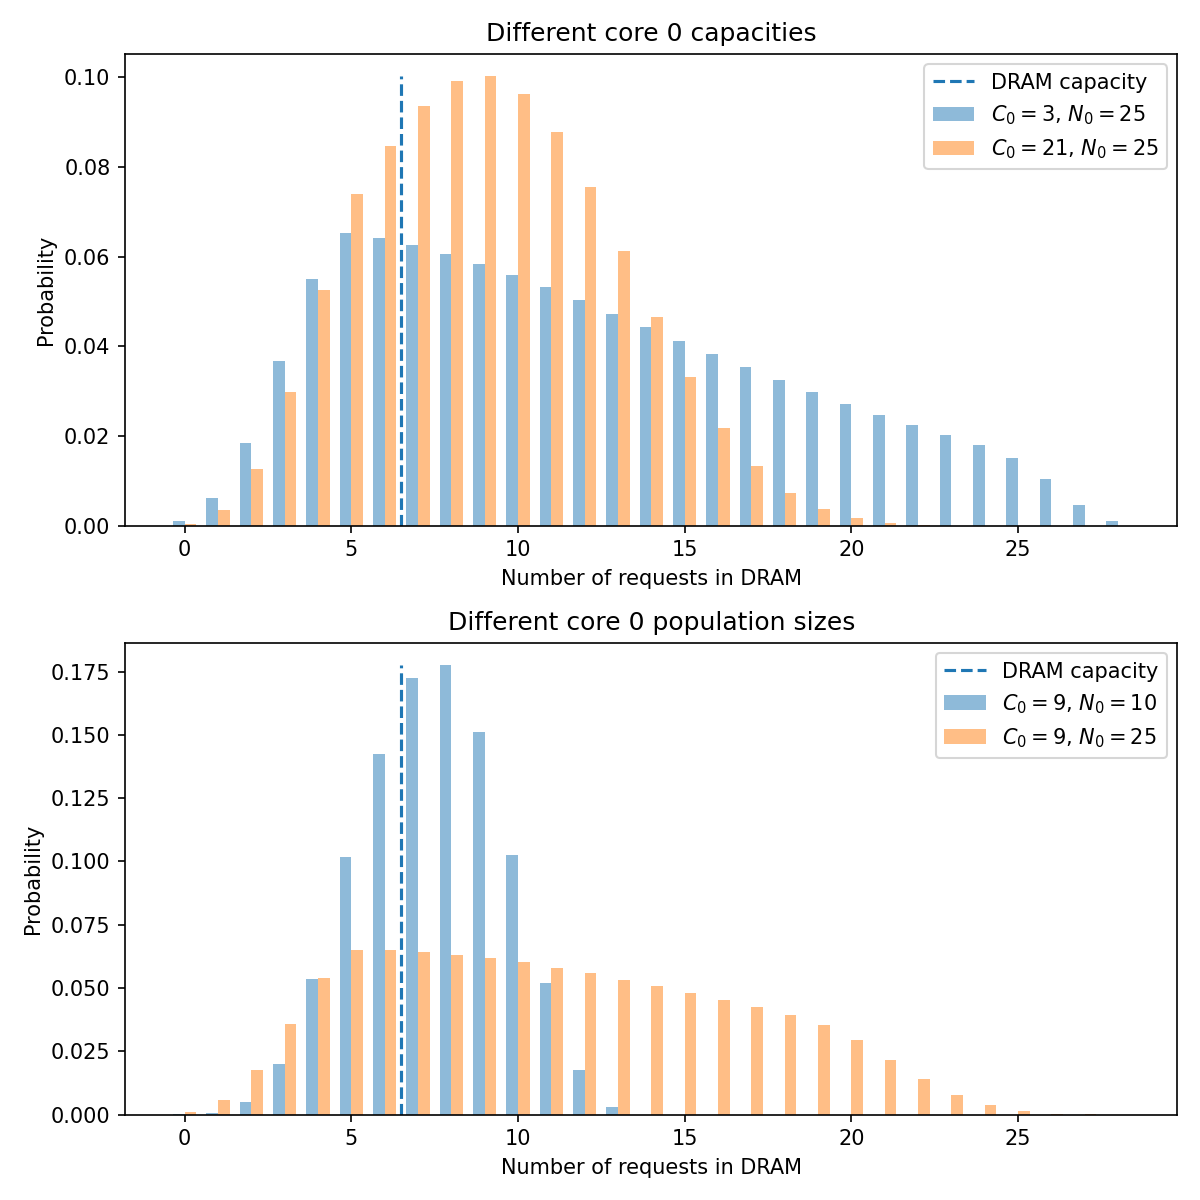 Different core 0 capacities
DRAM capacity
C₀ = 3, N₀ = 25
C₀ = 21, N₀ = 25
Probability
0.10
0.08
0.06
0.04
0.02
0.00
0 5 10 15 20 25
Number of requests in DRAM
Different core 0 population sizes
DRAM capacity
C₀ = 9, N₀ = 10
C₀ = 9, N₀ = 25
Probability
0.175
0.150
0.125
0.100
0.075
0.050
0.025
0.000
0 5 10 15 20 25
Number of requests in DRAM